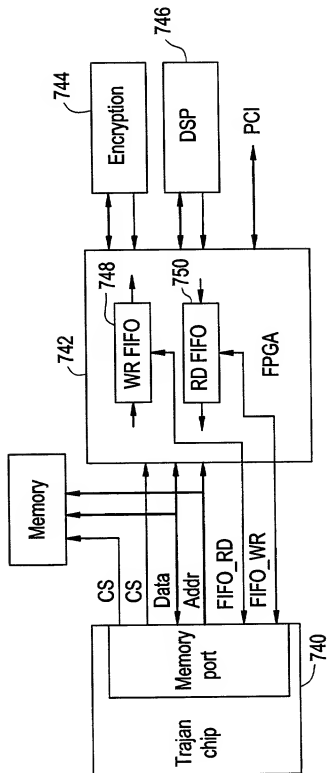 744
Encryption
746
DSP
PCI
742
748
WR FIFO
750
RD FIFO
FPGA
Memory
CS
CS
Data
Addr
FIFO_RD
FIFO_WR
Memory
port
Trajan
chip
740